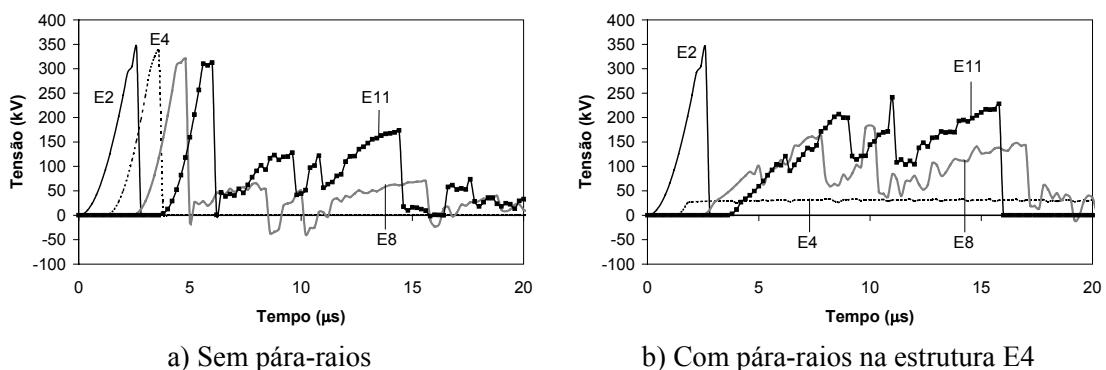 400
350
300
250
200
150
100
50
0
-50
-100
Tensão (kV)
E2
E4
E11
E8
0 5 10 15 20
Tempo (µs)
a) Sem pára-raios
400
350
300
250
200
150
100
50
0
-50
-100
Tensão (kV)
E2
E11
E4
E8
0 5 10 15 20
Tempo (µs)
b) Com pára-raios na estrutura E4